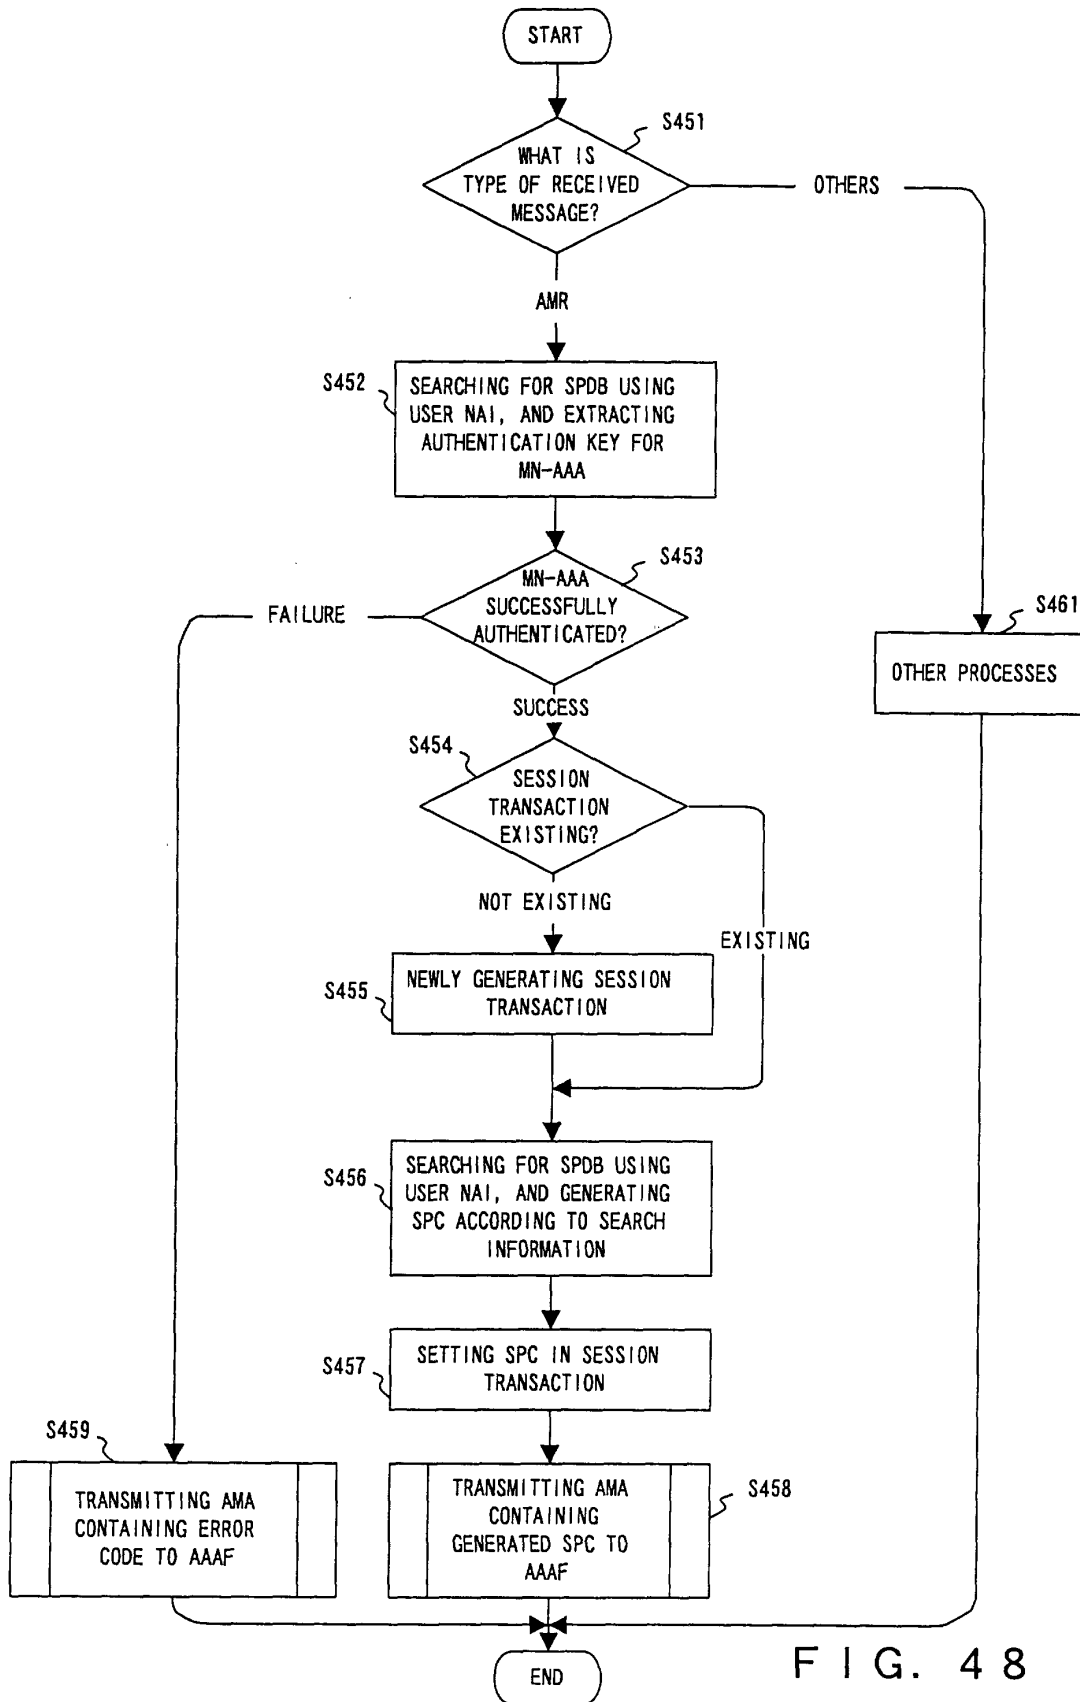 START
S451
WHAT IS
TYPE OF RECEIVED
MESSAGE?
OTHERS
AMR
S452
SEARCHING FOR SPDB USING
USER NAI, AND EXTRACTING
AUTHENTICATION KEY FOR
MN-AAA
S453
MN-AAA
SUCCESSFULLY
AUTHENTICATED?
FAILURE
S461
OTHER PROCESSES
SUCCESS
S454
SESSION
TRANSACTION
EXISTING?
NOT EXISTING
EXISTING
S455
NEWLY GENERATING SESSION
TRANSACTION
S456
SEARCHING FOR SPDB USING
USER NAI, AND GENERATING
SPC ACCORDING TO SEARCH
INFORMATION
S457
SETTING SPC IN SESSION
TRANSACTION
S459
TRANSMITTING AMA
CONTAINING ERROR
CODE TO AAAF
S458
TRANSMITTING AMA
CONTAINING
GENERATED SPC TO
AAAF
END
FIG. 48